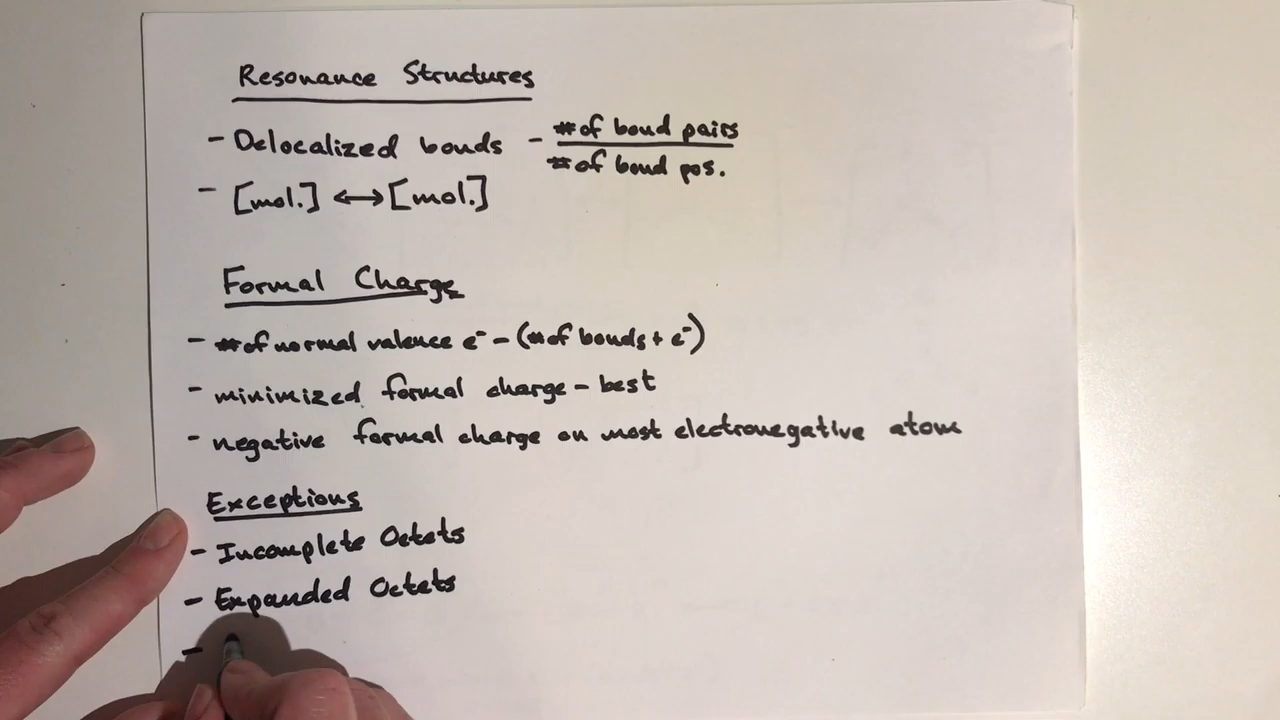 Resonance Structures
- Delocalized bonds - # of bond pairs
# of bond pos.
- [mol.] ↔ [mol.]
Formal Charge
- # of normal valence e⁻ - (# of bonds + e⁻)
- minimized formal charge - best
- negative formal charge on most electronegative atom
Exceptions
- Incomplete Octets
- Expanded Octets
-